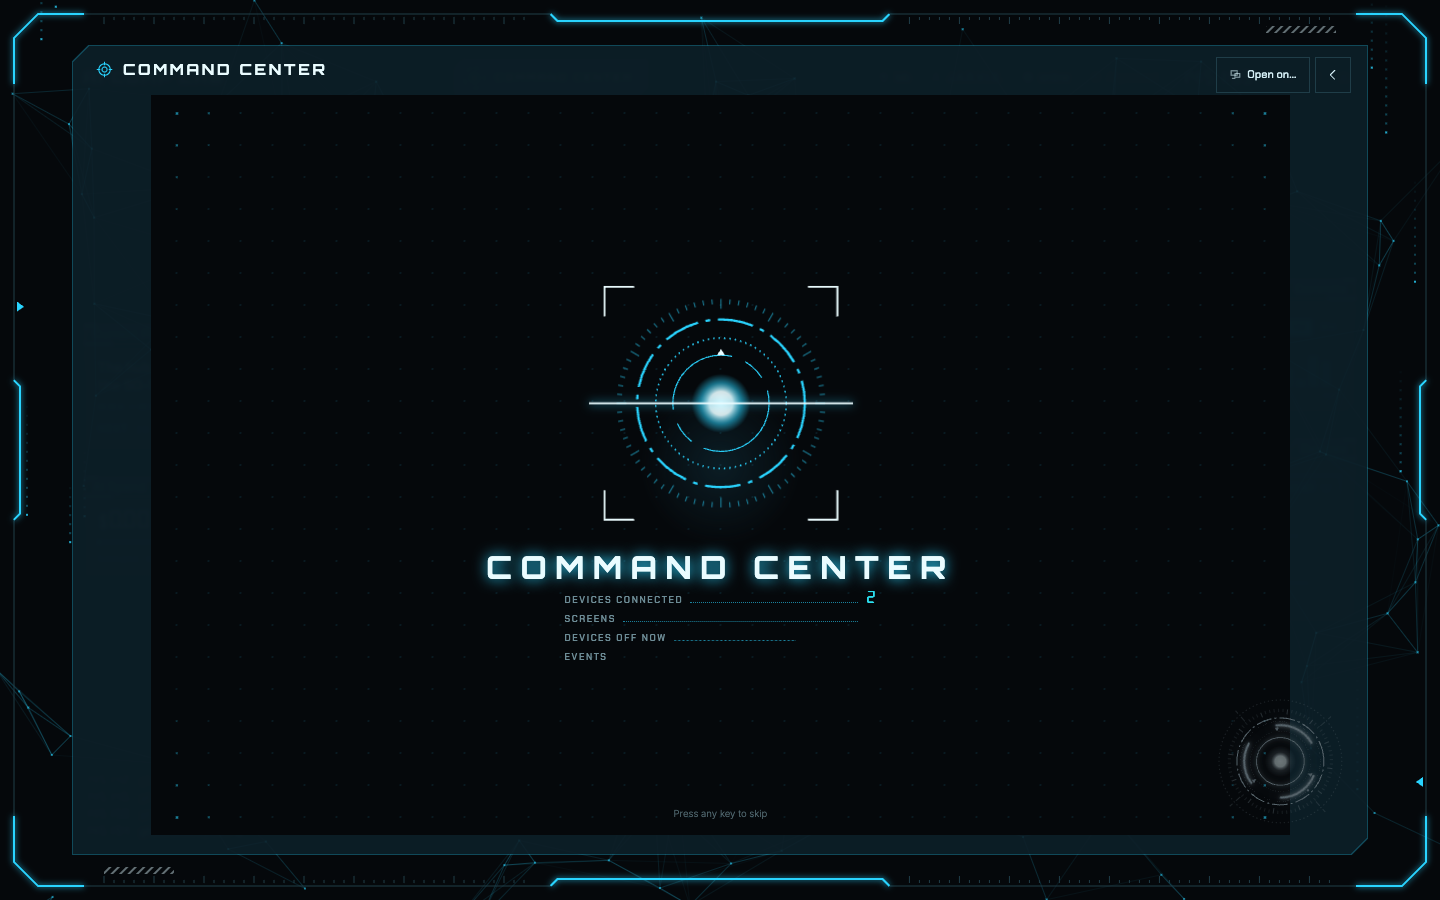 COMMAND CENTER
Open on...
COMMAND CENTER
DEVICES CONNECTED 2
SCREENS
DEVICES OFF NOW
EVENTS
Press any key to skip